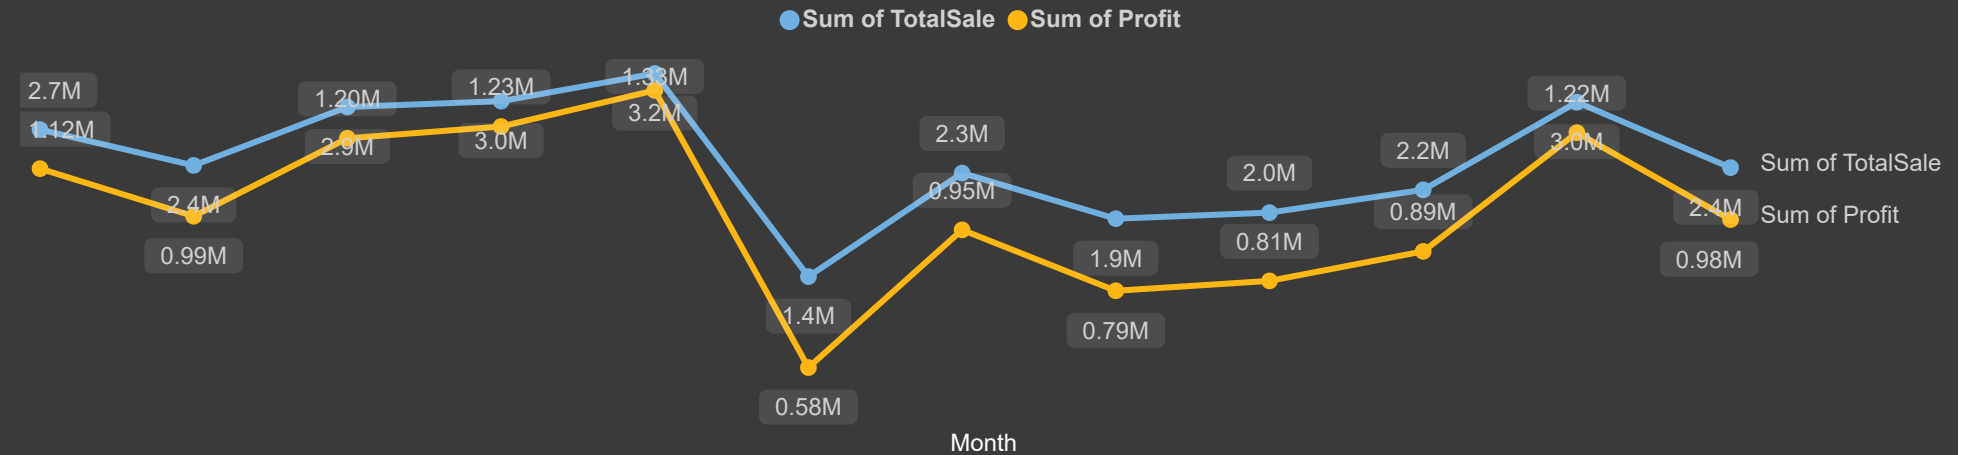 Sum of TotalSale Sum of Profit
2.7M
1.12M
2.4M
0.99M
1.20M
2.9M
1.23M
3.0M
1.33M
3.2M
1.4M
0.58M
2.3M
0.95M
1.9M
0.79M
2.0M
0.81M
2.2M
0.89M
1.22M
3.0M
2.4M
0.98M
Sum of TotalSale
Sum of Profit
Month